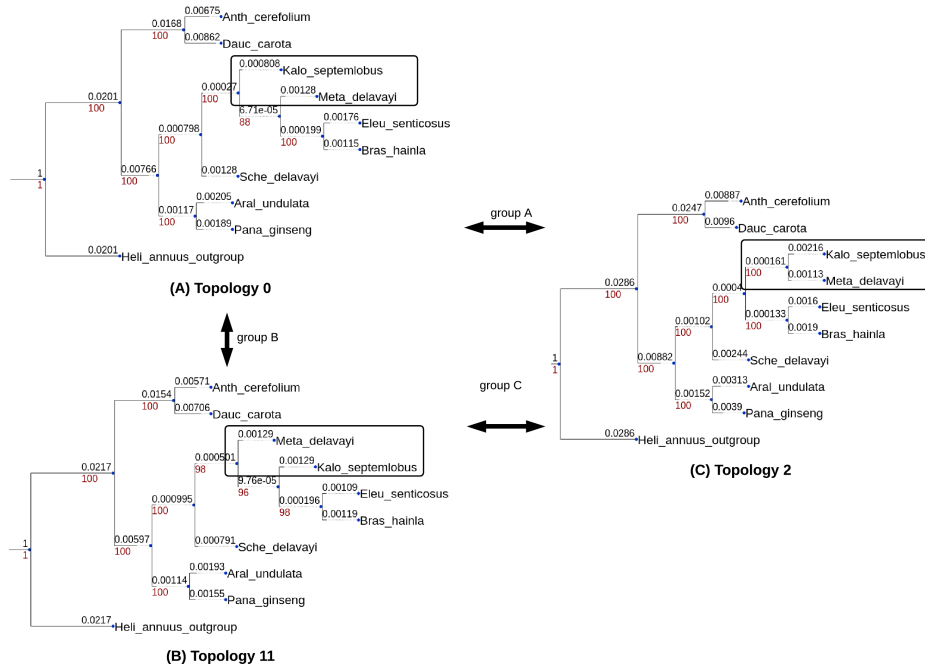 0.00675
Anth_cerefolium
0.0168
100
0.00862
Dauc_carota
0.0201
100
0.000808
Kalo_septemlobus
0.00027
100
0.00128
Meta_delavayi
6.71e-05
88
0.00176
Eleu_senticosus
0.000199
100
0.00115
Bras_hainla
0.000798
100
0.00766
100
0.00128
Sche_delavayi
0.00205
Aral_undulata
0.00117
100
0.00189
Pana_ginseng
1
1
0.0201
Heli_annuus_outgroup
(A) Topology 0
group A
group B
group C
0.00571
Anth_cerefolium
0.0154
100
0.00706
Dauc_carota
0.0217
100
0.00129
Meta_delavayi
0.000501
98
0.00129
Kalo_septemlobus
9.76e-05
96
0.00109
Eleu_senticosus
0.000196
98
0.00119
Bras_hainla
0.000995
100
0.00597
100
0.000791
Sche_delavayi
0.00193
Aral_undulata
0.00114
100
0.00155
Pana_ginseng
1
1
0.0217
Heli_annuus_outgroup
(B) Topology 11
0.00887
Anth_cerefolium
0.0247
100
0.0096
Dauc_carota
0.0286
100
0.00216
Kalo_septemlobus
0.000161
100
0.00113
Meta_delavayi
0.0004
100
0.0016
Eleu_senticosus
0.000133
100
0.0019
Bras_hainla
0.00102
100
0.00882
100
0.00244
Sche_delavayi
0.00313
Aral_undulata
0.00152
100
0.0039
Pana_ginseng
1
1
0.0286
Heli_annuus_outgroup
(C) Topology 2